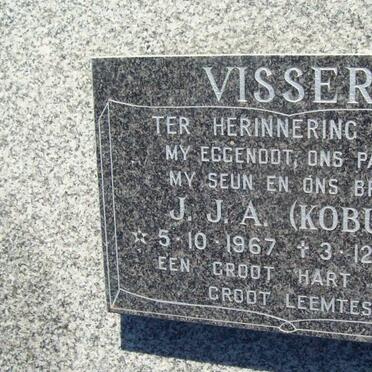 VISSER
TER HERINNERING
MY EGGENOOT, ONS PA
MY SEUN EN ONS BR
J. J. A. (KOBU
☆ 5-10-1967 ✝ 3-12
EEN GROOT HART
GROOT LEEMTES